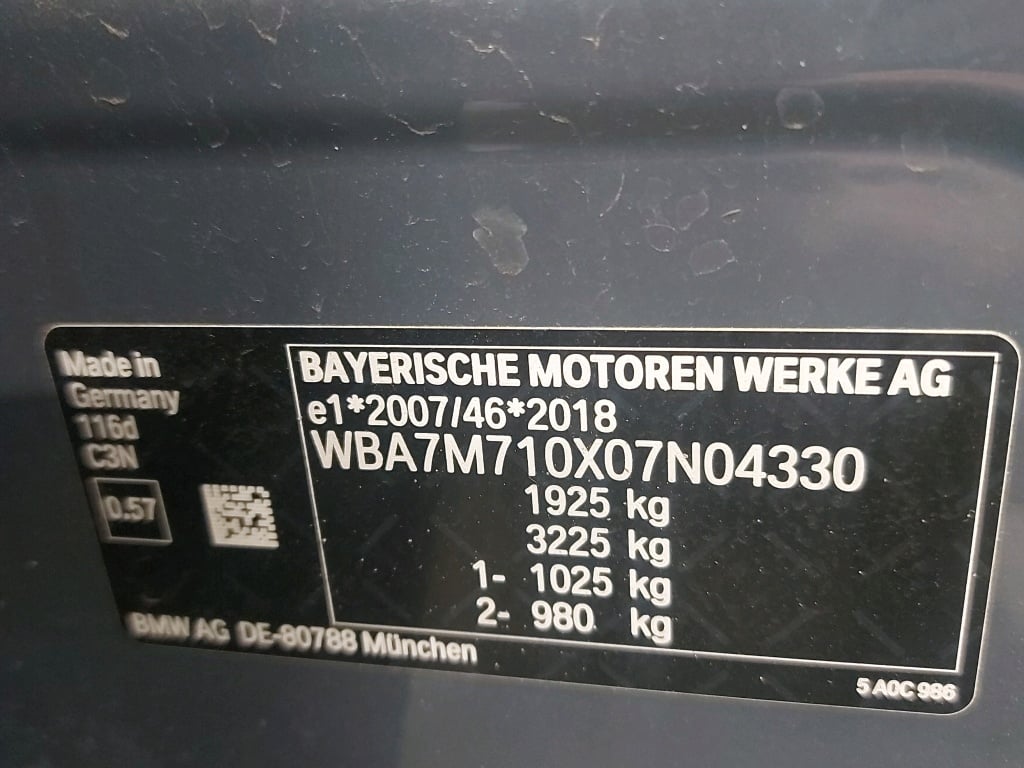 Made in
Germany
116d
C3N
0.57
BMW AG DE-80788 München
BAYERISCHE MOTOREN WERKE AG
e1*2007/46*2018
WBA7M710X07N04330
1925 kg
3225 kg
1- 1025 kg
2- 980 kg
5 A0C 986